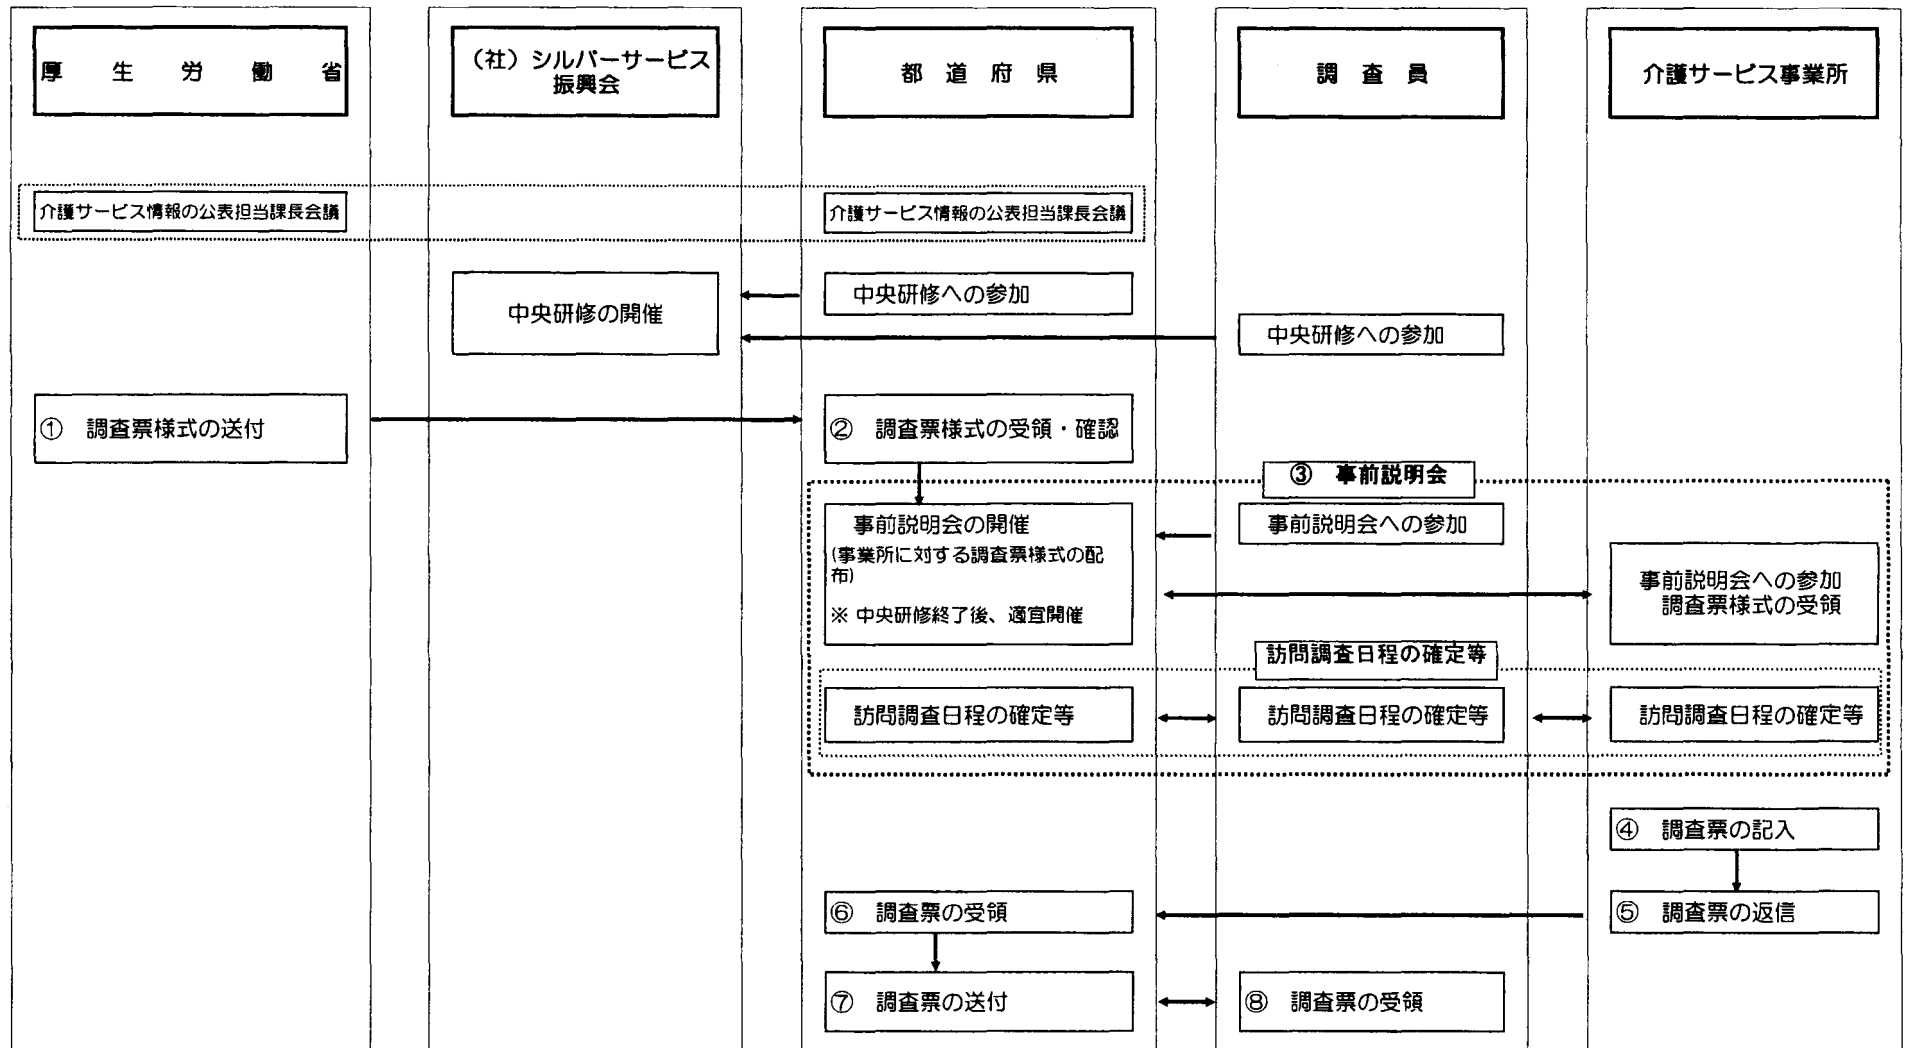 厚生労働省
（社）シルバーサービス
振興会
都道府県
調査員
介護サービス事業所
介護サービス情報の公表担当課長会議
介護サービス情報の公表担当課長会議
中央研修の開催
中央研修への参加
中央研修への参加
① 調査票様式の送付
② 調査票様式の受領・確認
③ 事前説明会
事前説明会の開催
(事業所に対する調査票様式の配
布)
※ 中央研修終了後、適宜開催
事前説明会への参加
事前説明会への参加
調査票様式の受領
訪問調査日程の確定等
訪問調査日程の確定等
訪問調査日程の確定等
訪問調査日程の確定等
④ 調査票の記入
⑥ 調査票の受領
⑤ 調査票の返信
⑦ 調査票の送付
⑧ 調査票の受領